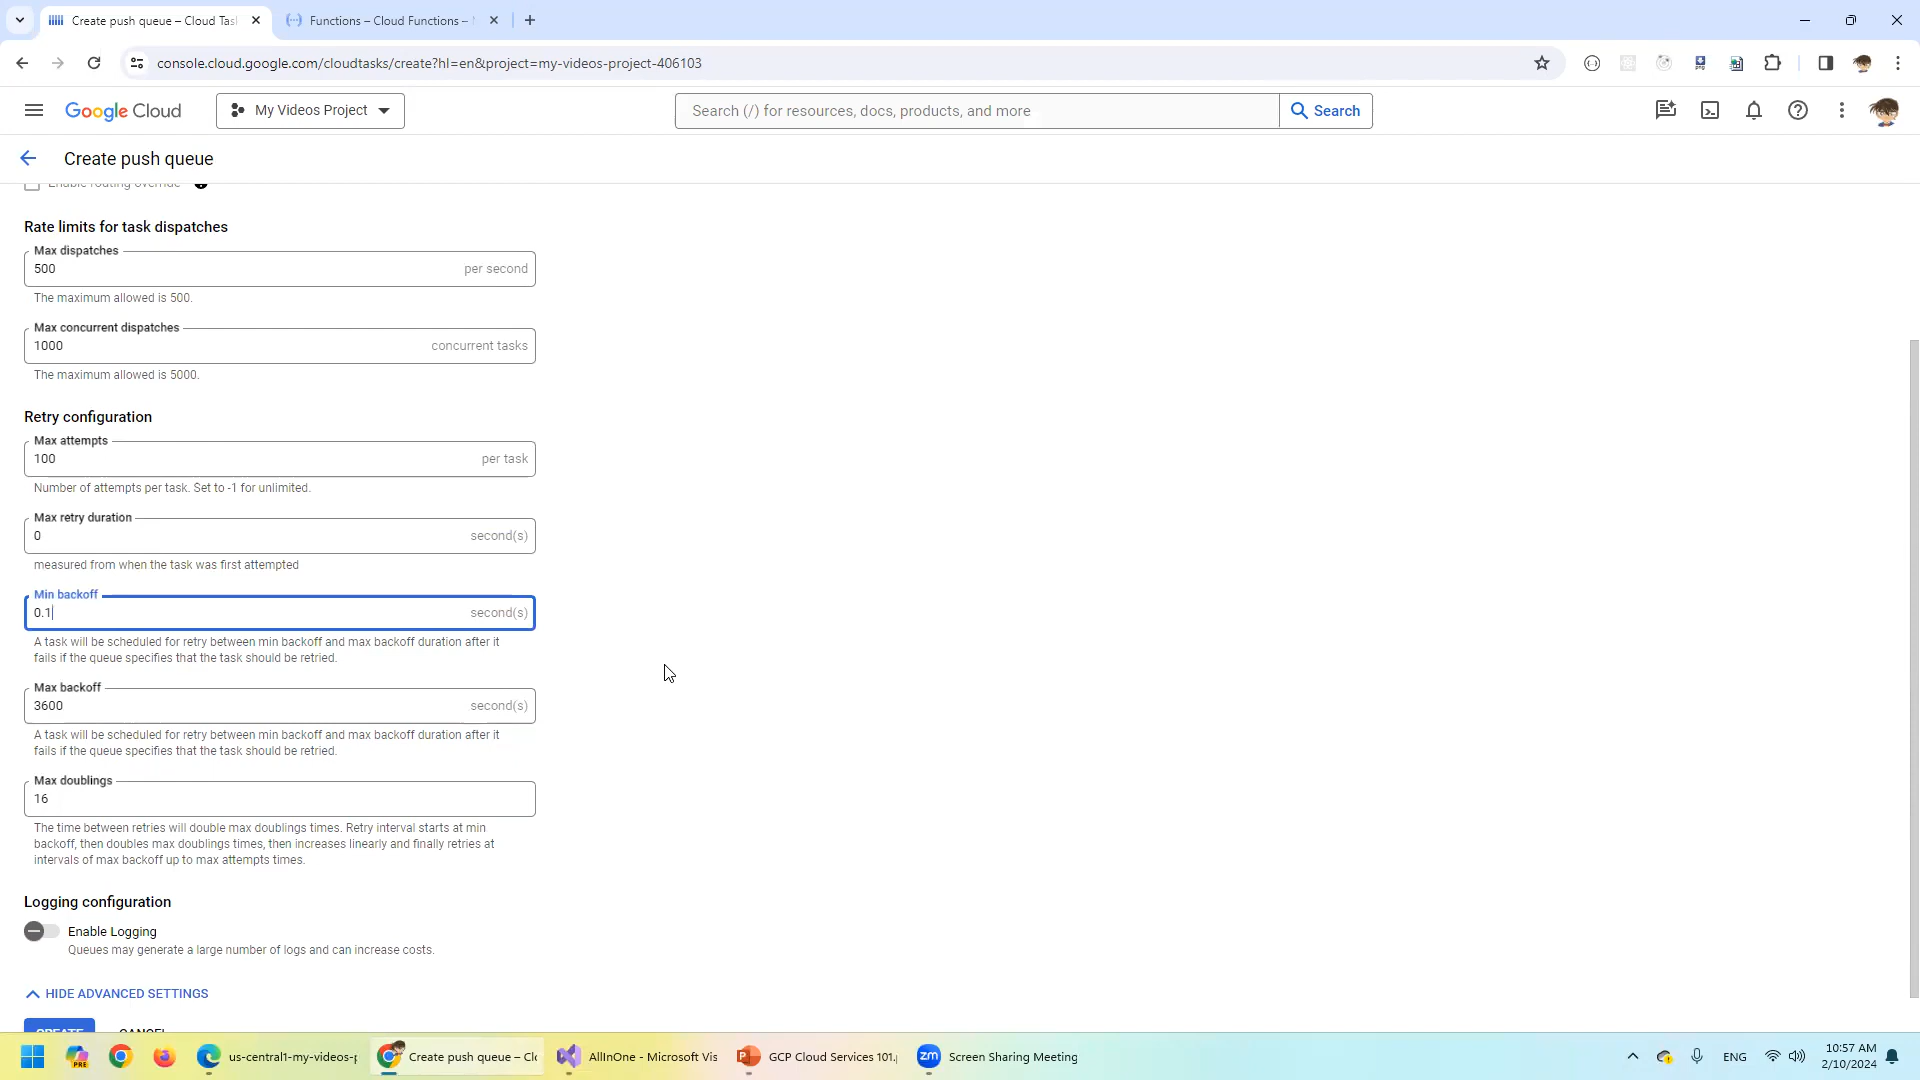 Create push queue – Cloud Tas
Functions – Cloud Functions –
console.cloud.google.com/cloudtasks/create?hl=en&project=my-videos-project-406103
Google Cloud
My Videos Project
Search (/) for resources, docs, products, and more
Search
Create push queue
Enable routing override
Rate limits for task dispatches
Max dispatches
500
per second
The maximum allowed is 500.
Max concurrent dispatches
1000
concurrent tasks
The maximum allowed is 5000.
Retry configuration
Max attempts
100
per task
Number of attempts per task. Set to -1 for unlimited.
Max retry duration
0
second(s)
measured from when the task was first attempted
Min backoff
0.1
second(s)
A task will be scheduled for retry between min backoff and max backoff duration after it
fails if the queue specifies that the task should be retried.
Max backoff
3600
second(s)
A task will be scheduled for retry between min backoff and max backoff duration after it
fails if the queue specifies that the task should be retried.
Max doublings
16
The time between retries will double max doublings times. Retry interval starts at min
backoff, then doubles max doublings times, then increases linearly and finally retries at
intervals of max backoff up to max attempts times.
Logging configuration
Enable Logging
Queues may generate a large number of logs and can increase costs.
HIDE ADVANCED SETTINGS
CREATE
CANCEL
us-central1-my-videos-p
Create push queue – Clo
AllInOne - Microsoft Vis
GCP Cloud Services 101.
Screen Sharing Meeting
ENG
10:57 AM
2/10/2024